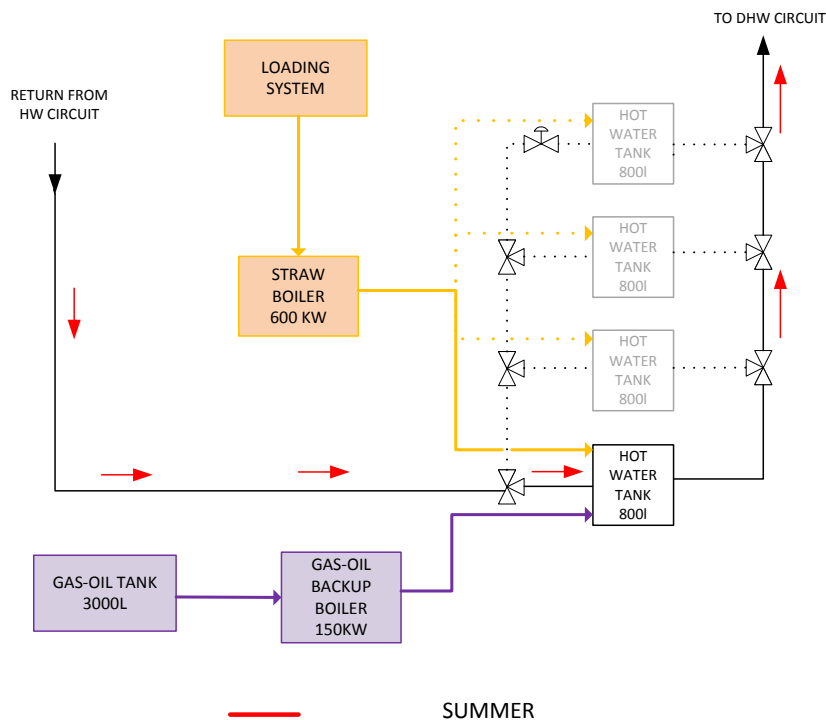 TO DHW CIRCUIT
LOADING
SYSTEM
RETURN FROM
HW CIRCUIT
HOT
WATER
TANK
800l
HOT
WATER
TANK
800l
STRAW
BOILER
600 KW
HOT
WATER
TANK
800l
HOT
WATER
TANK
800l
GAS-OIL TANK
3000L
GAS-OIL
BACKUP
BOILER
150KW
SUMMER